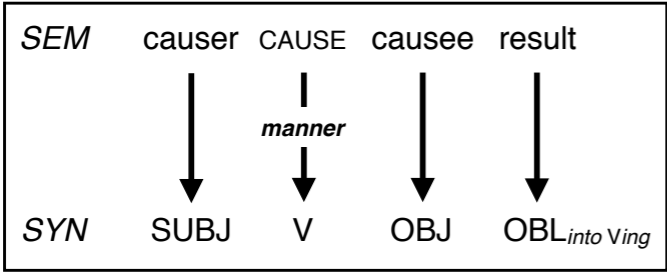 SEM causer CAUSE causee result
manner
SYN SUBJ V OBJ OBLinto Ving